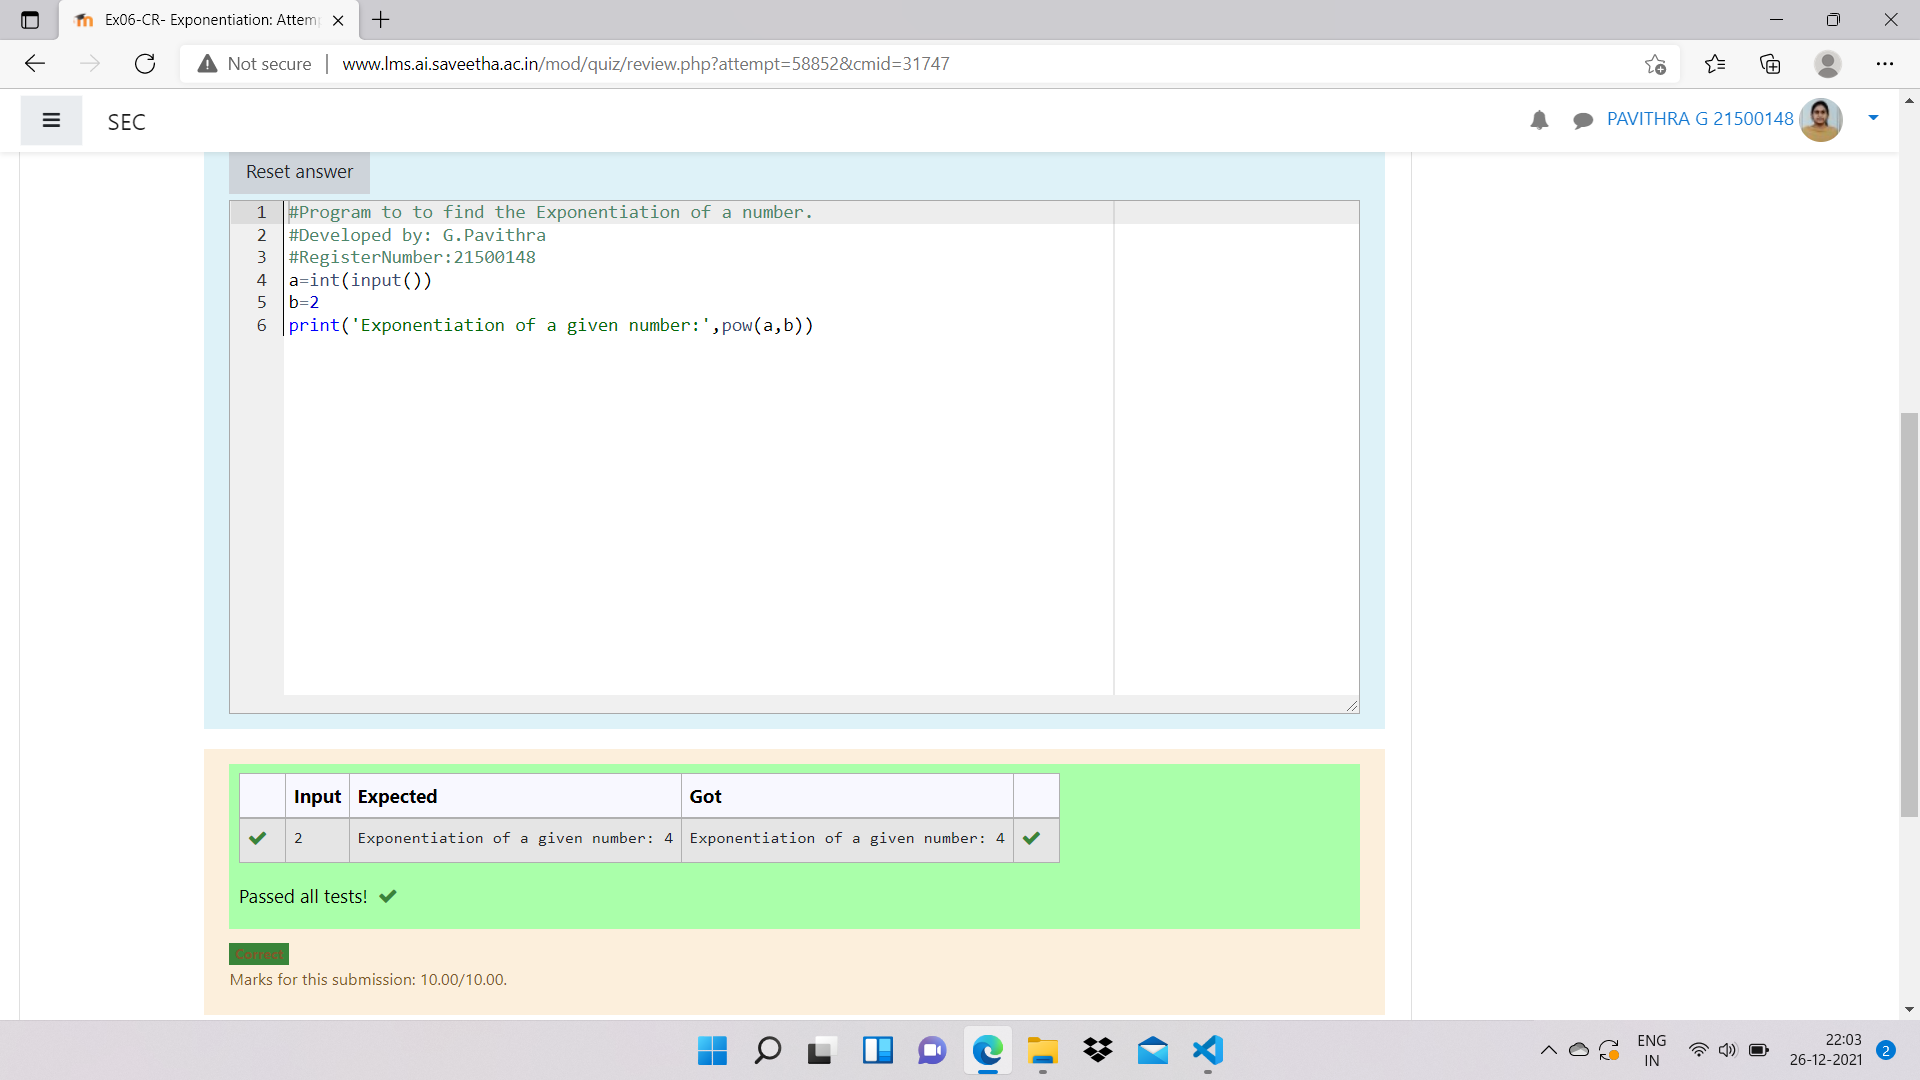 Ex06-CR- Exponentiation: Attem
Not secure
www.lms.ai.saveetha.ac.in/mod/quiz/review.php?attempt=58852&cmid=31747
SEC
PAVITHRA G 21500148
Reset answer
1 #Program to to find the Exponentiation of a number.
2 #Developed by: G.Pavithra
3 #RegisterNumber:21500148
4 a=int(input())
5 b=2
6 print('Exponentiation of a given number:',pow(a,b))
Input Expected Got
2 Exponentiation of a given number: 4 Exponentiation of a given number: 4
Passed all tests!
Correct
Marks for this submission: 10.00/10.00.
ENG
IN
22:03
26-12-2021
2